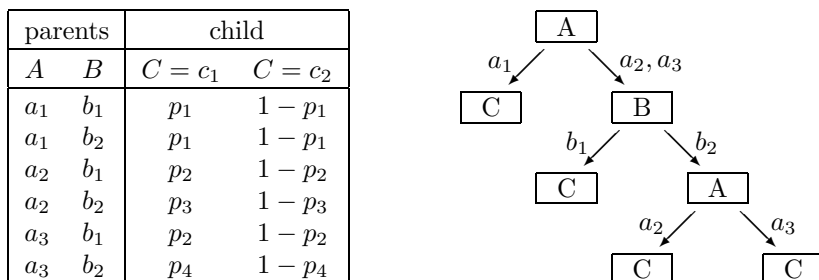 parents child
A B C = c₁ C = c₂
a₁ b₁ p₁ 1 − p₁
a₁ b₂ p₁ 1 − p₁
a₂ b₁ p₂ 1 − p₂
a₂ b₂ p₃ 1 − p₃
a₃ b₁ p₂ 1 − p₂
a₃ b₂ p₄ 1 − p₄
A
a₁ a₂, a₃
C B
b₁ b₂
C A
a₂ a₃
C C